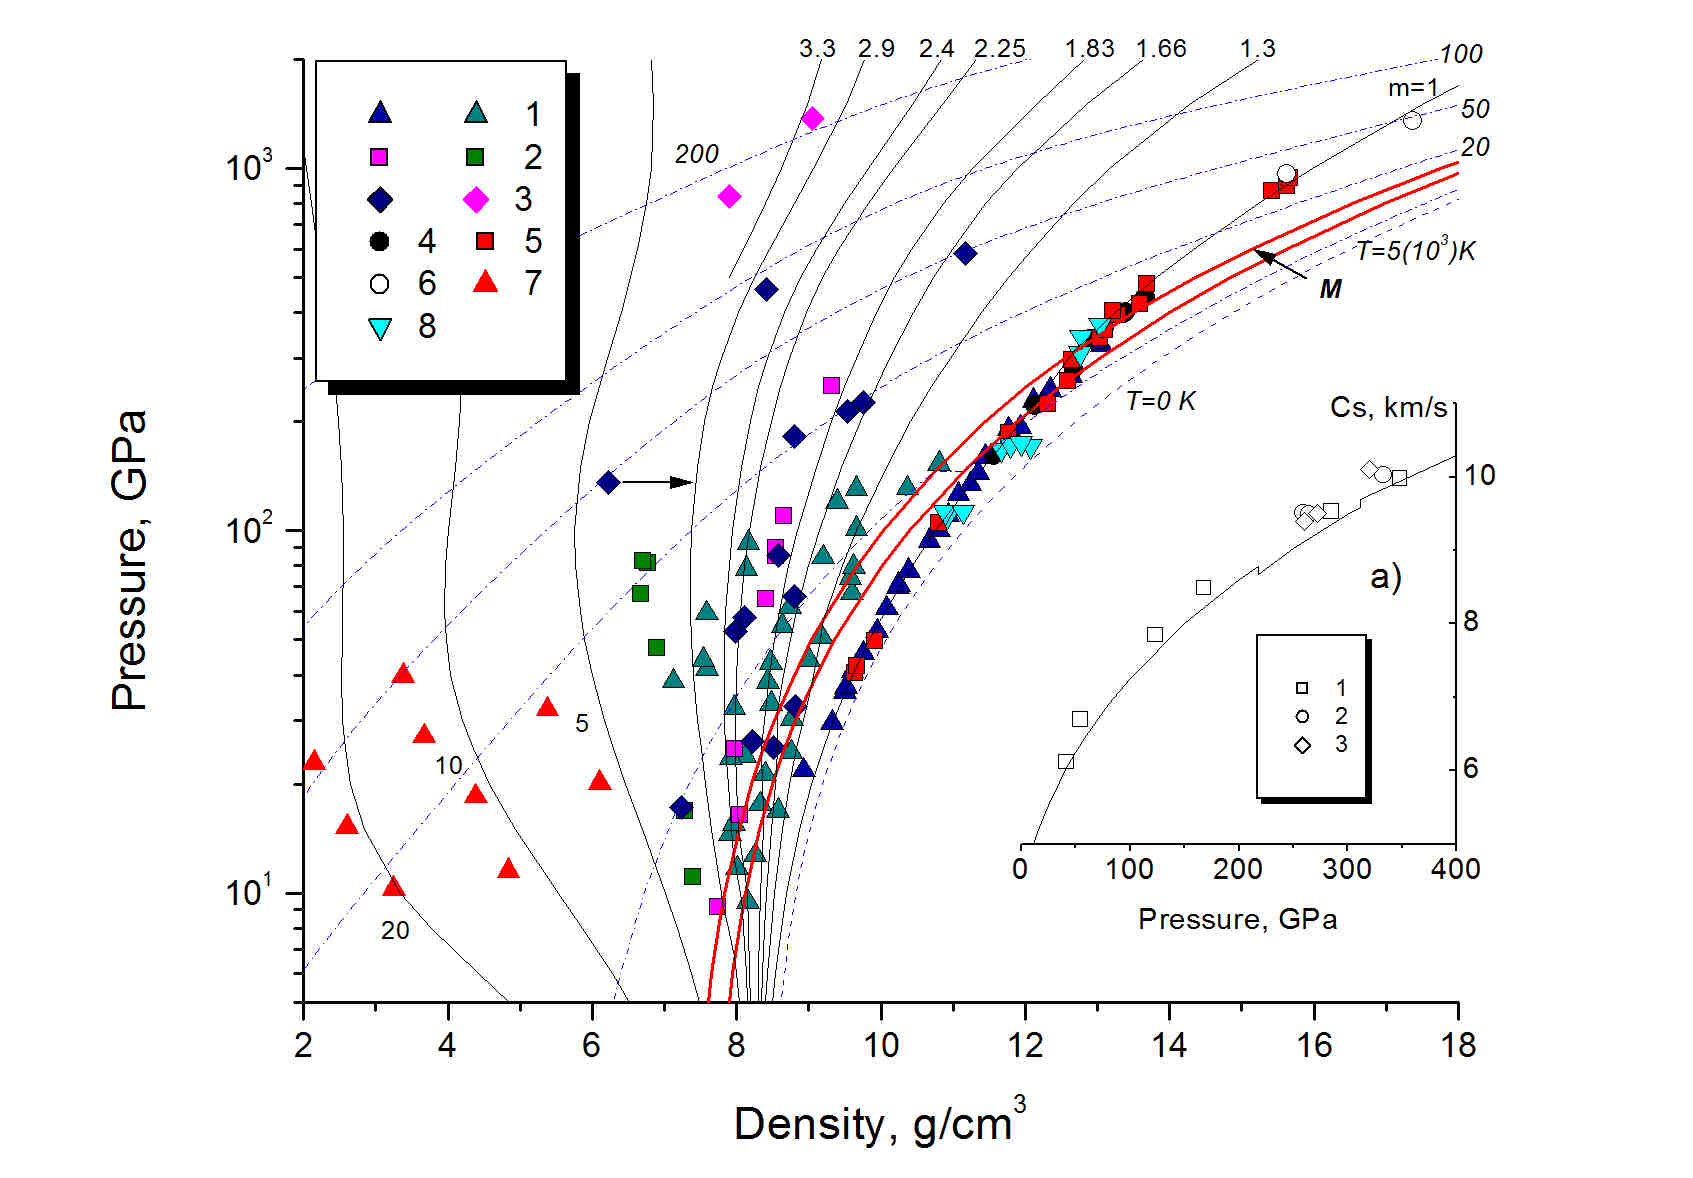 3.3 2.9 2.4 2.25 1.83 1.66 1.3 100
m=1
50
20
200
1
2
3
4 5
6 7
8
10³
10²
10¹
Pressure, GPa
T=5(10³)K
M
T=0 K
5
10
20
Cs, km/s
10
8
6
a)
1
2
3
0 100 200 300 400
Pressure, GPa
2 4 6 8 10 12 14 16 18
Density, g/cm³